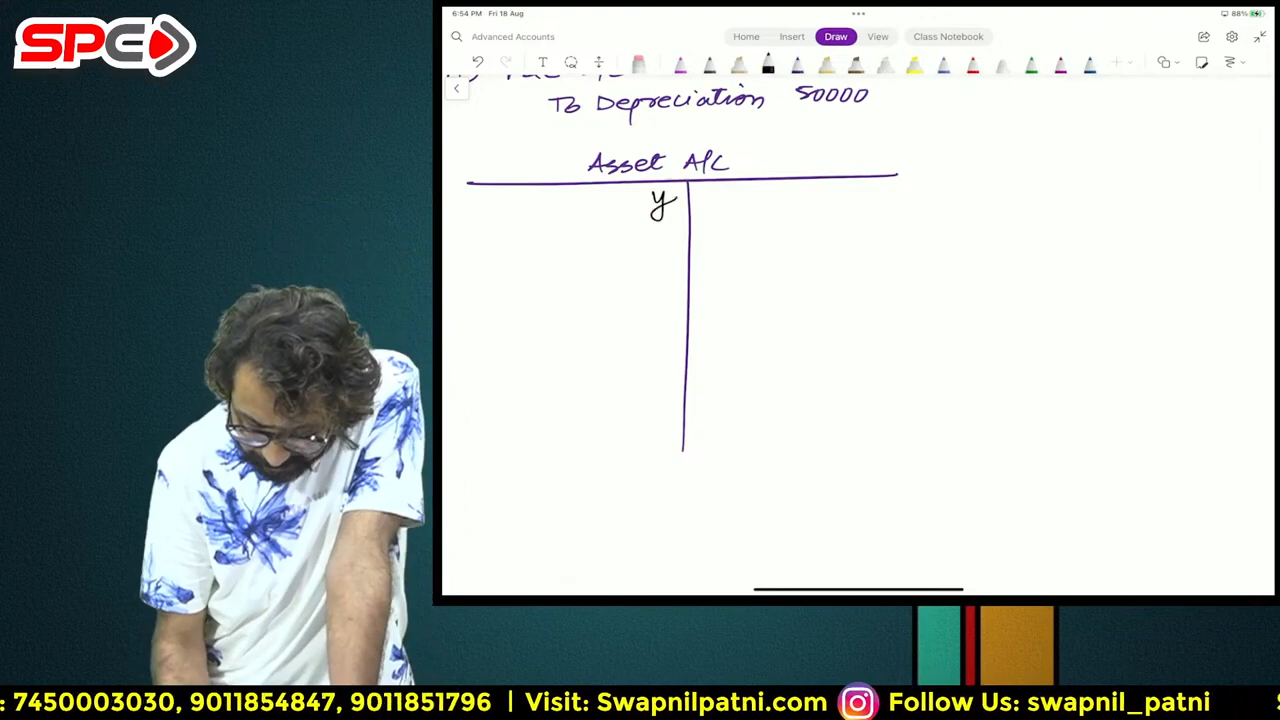 SPE
6:54 PM Fri 18 Aug
88%
Advanced Accounts
Home Insert Draw View Class Notebook
To Depreciation 50000
Asset A/C
y
: 7450003030, 9011854847, 9011851796 | Visit: Swapnilpatni.com Follow Us: swapnil_patni